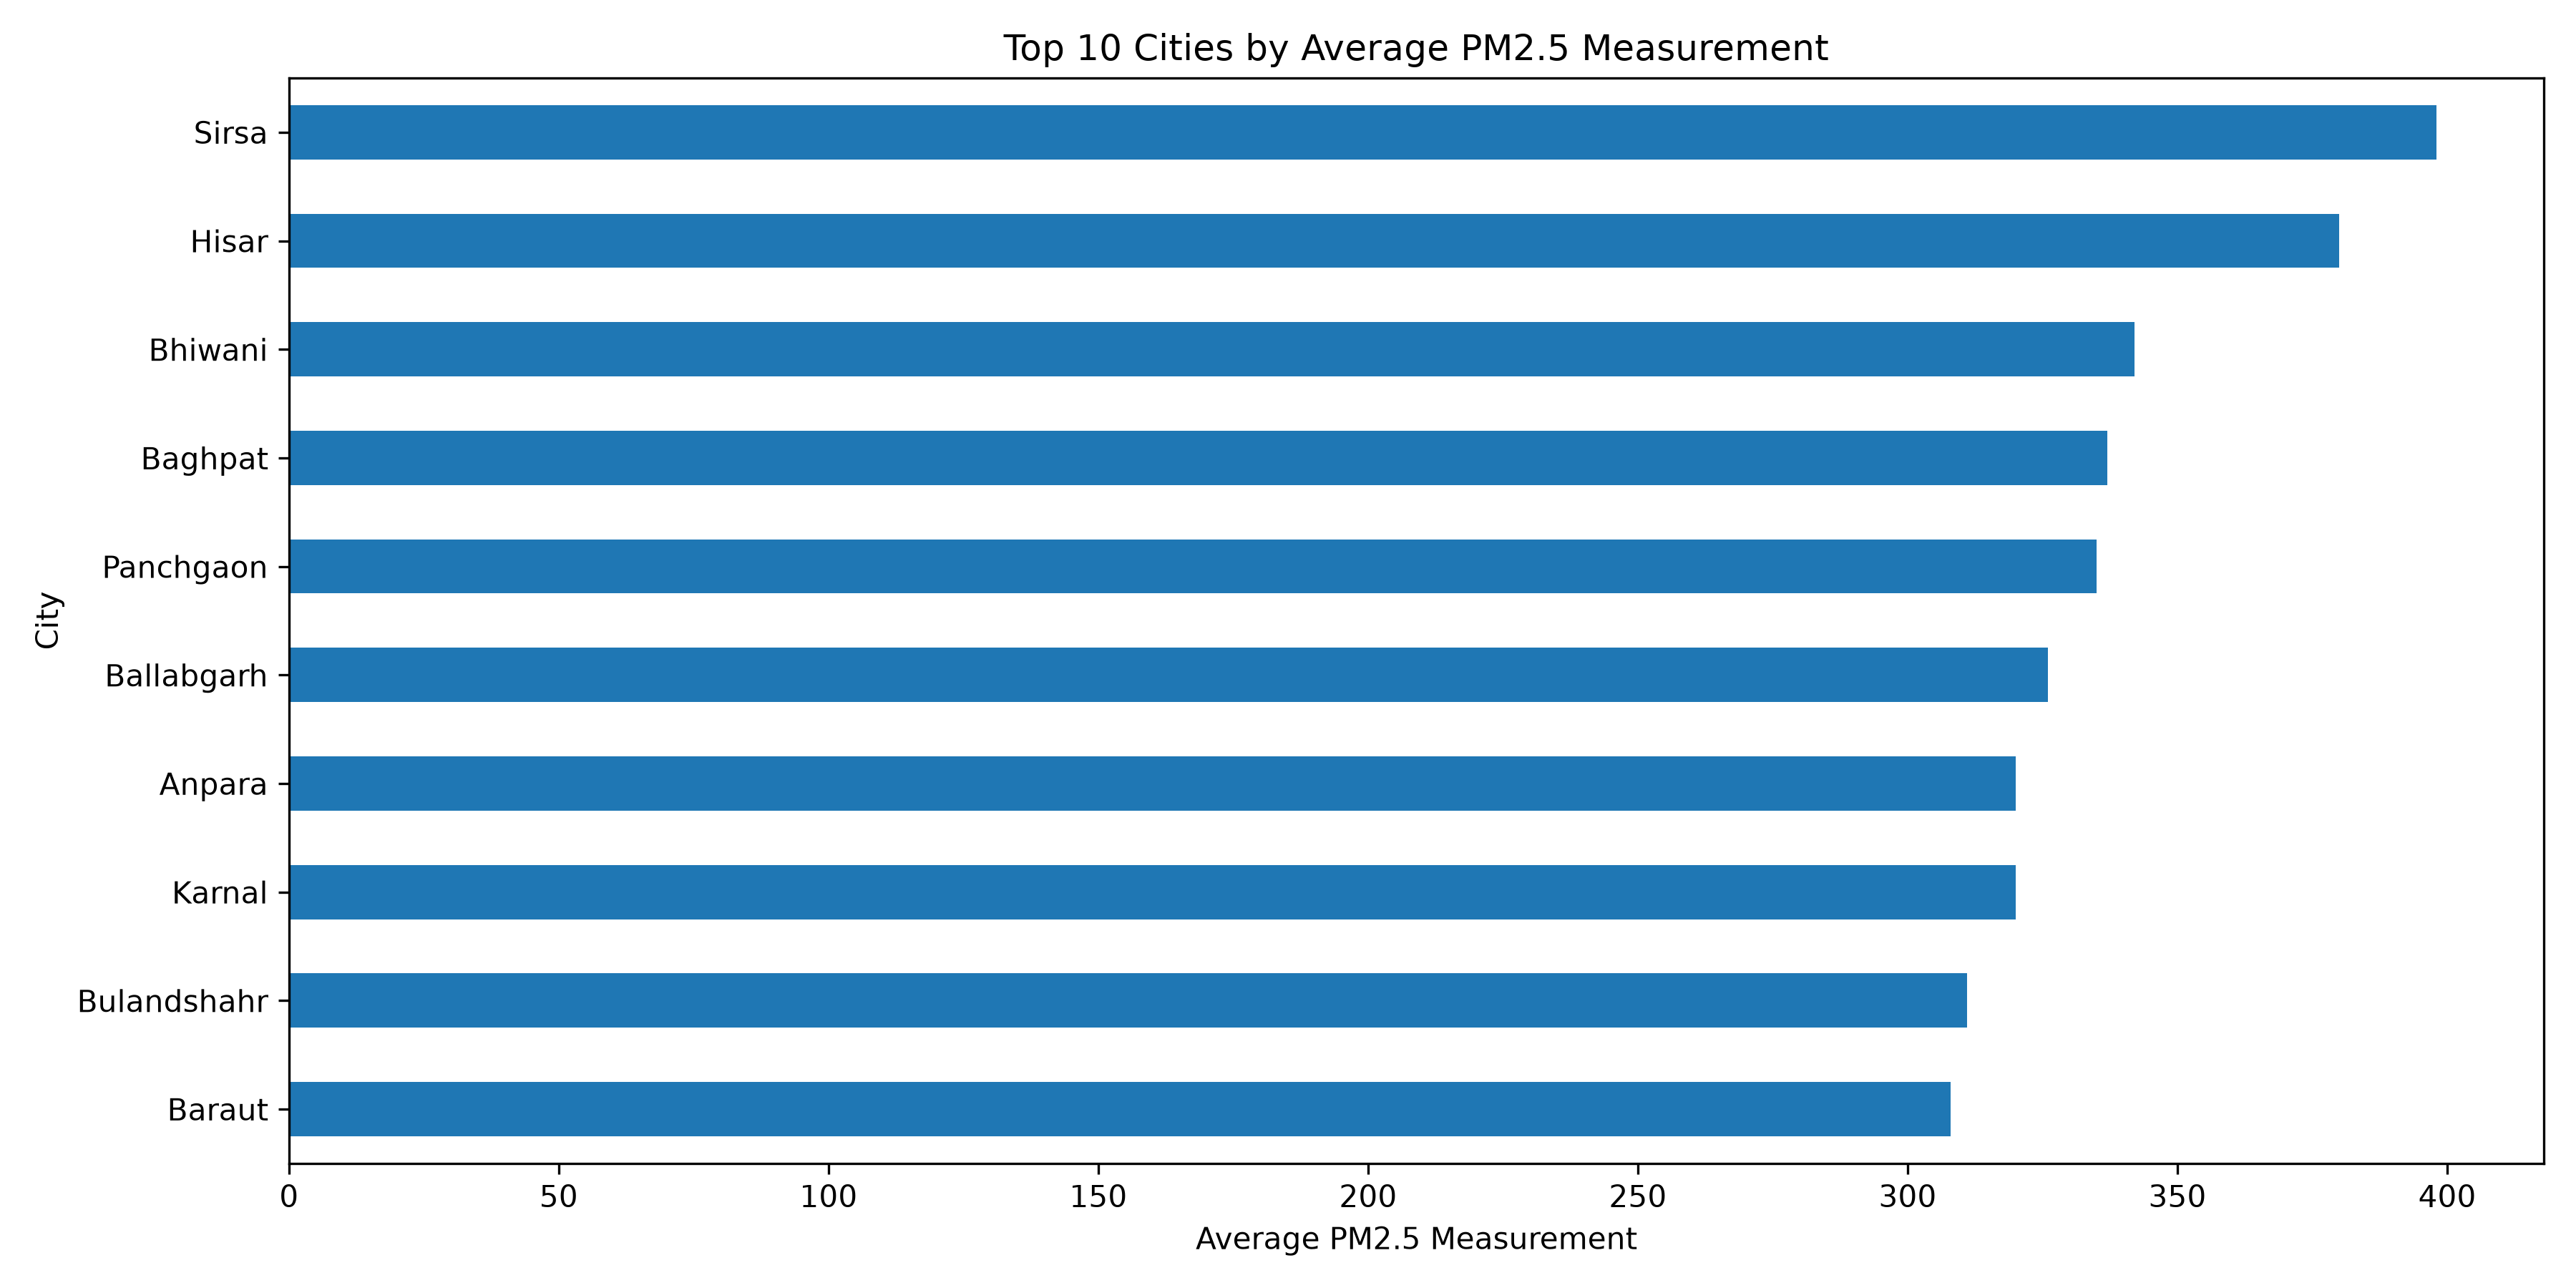 Top 10 Cities by Average PM2.5 Measurement
Sirsa
Hisar
Bhiwani
Baghpat
Panchgaon
Ballabgarh
Anpara
Karnal
Bulandshahr
Baraut
City
0 50 100 150 200 250 300 350 400
Average PM2.5 Measurement